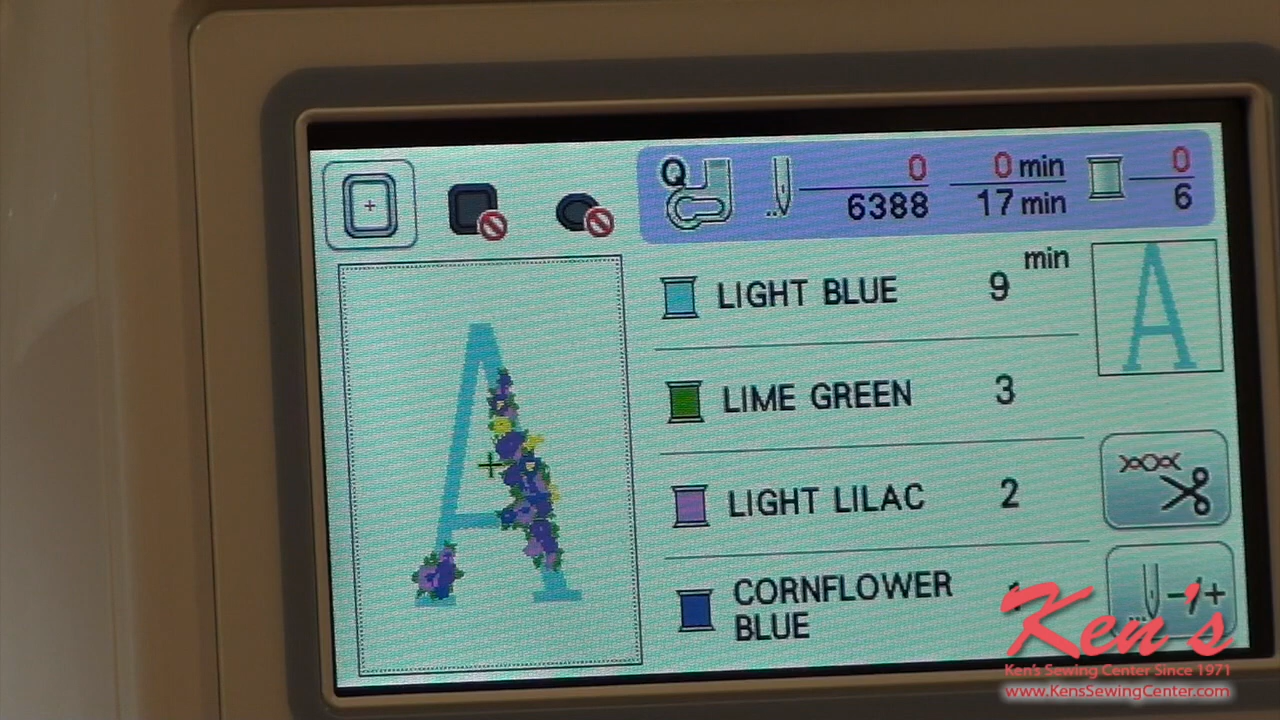 Q
0
6388
0 min
17 min
0
6
min
LIGHT BLUE 9
LIME GREEN 3
LIGHT LILAC 2
CORNFLOWER
BLUE
-/+
A
A
Ken's
Ken's Sewing Center Since 1971
www.KensSewingCenter.com